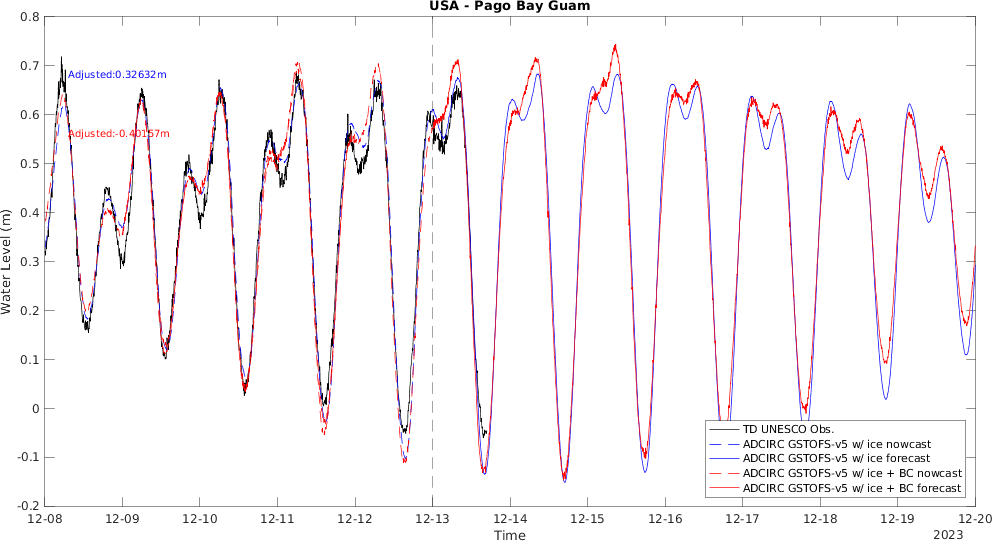 USA - Pago Bay Guam
0.8
0.7
0.6
0.5
0.4
0.3
0.2
0.1
0
-0.1
-0.2
Water Level (m)
Adjusted:0.32632m
Adjusted:-0.40157m
TD UNESCO Obs.
ADCIRC GSTOFS-v5 w/ ice nowcast
ADCIRC GSTOFS-v5 w/ ice forecast
ADCIRC GSTOFS-v5 w/ ice + BC nowcast
ADCIRC GSTOFS-v5 w/ ice + BC forecast
12-08 12-09 12-10 12-11 12-12 12-13 12-14 12-15 12-16 12-17 12-18 12-19 12-20
Time
2023